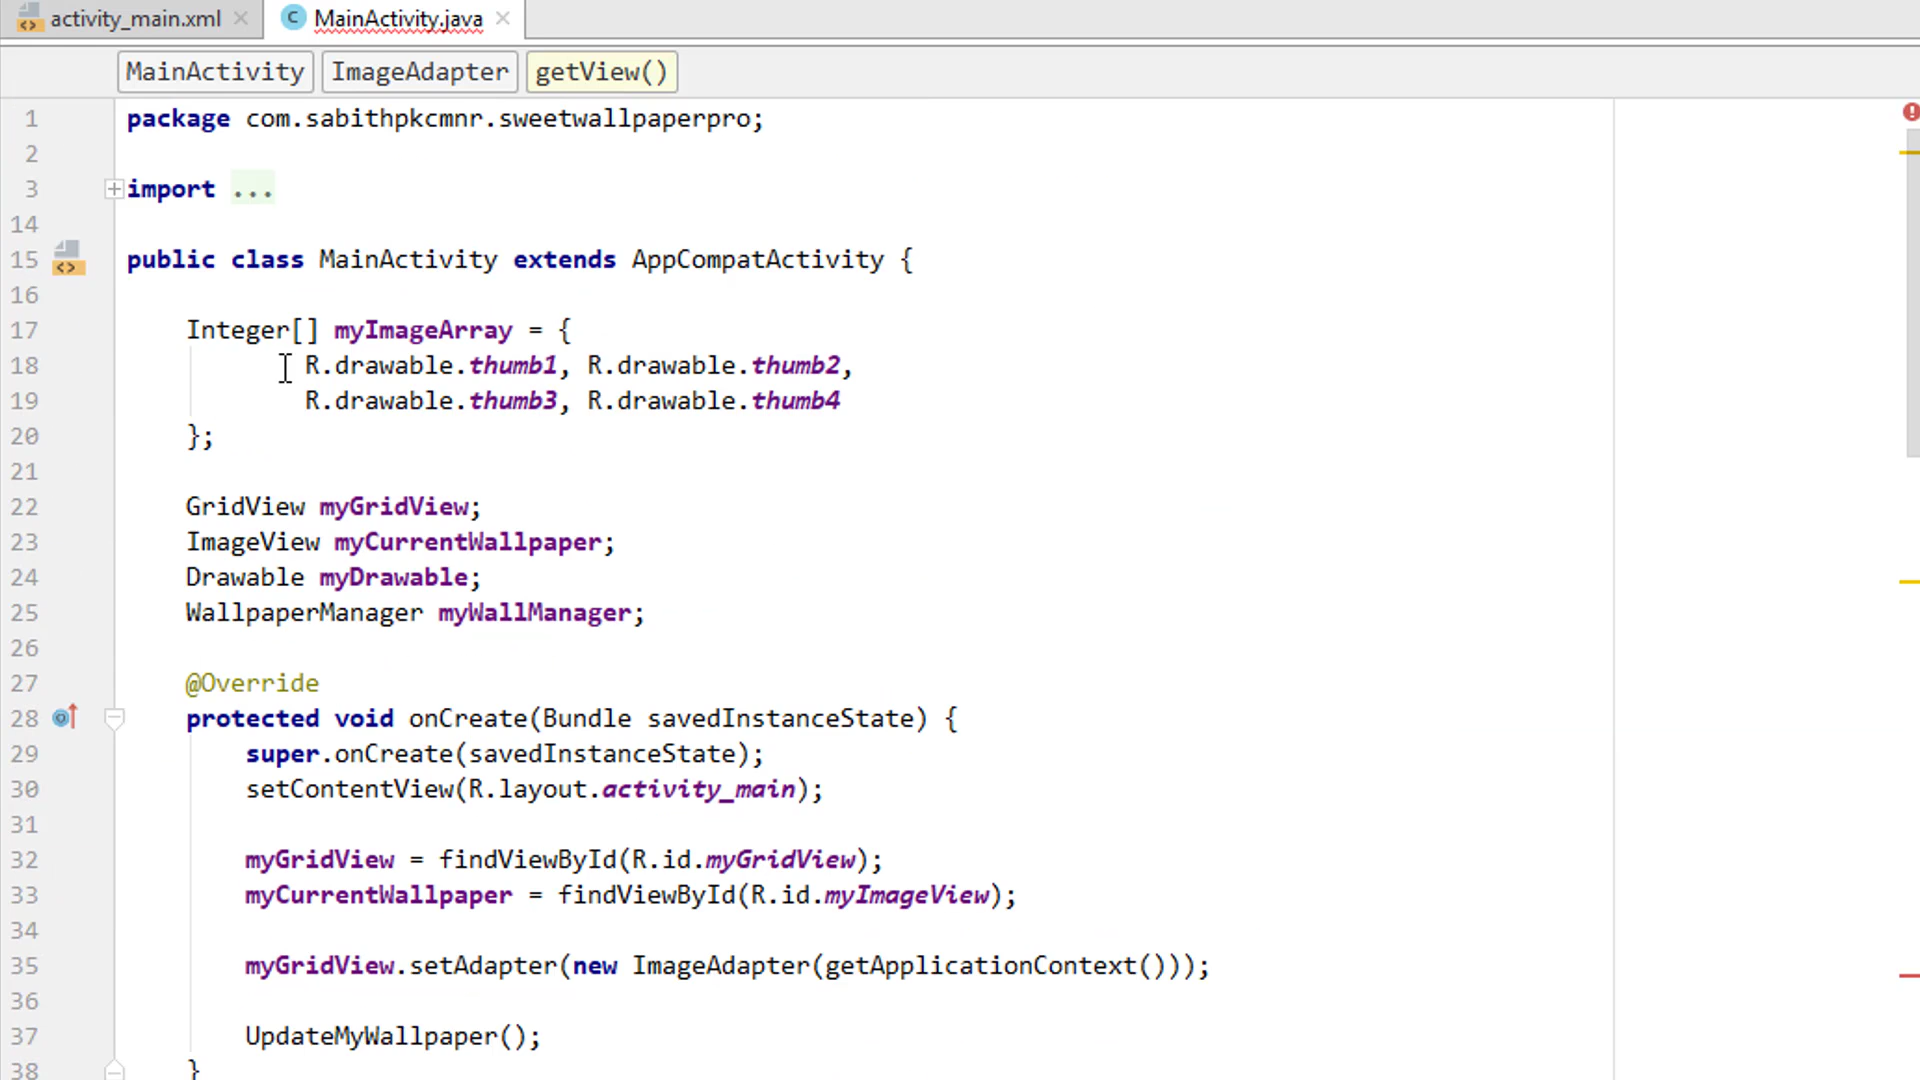 activity_main.xml MainActivity.java
MainActivity ImageAdapter getView()
1 package com.sabithpkcmnr.sweetwallpaperpro;
2
3 import ...
14
15 public class MainActivity extends AppCompatActivity {
16
17 Integer[] myImageArray = {
18 R.drawable.thumb1, R.drawable.thumb2,
19 R.drawable.thumb3, R.drawable.thumb4
20 };
21
22 GridView myGridView;
23 ImageView myCurrentWallpaper;
24 Drawable myDrawable;
25 WallpaperManager myWallManager;
26
27 @Override
28 protected void onCreate(Bundle savedInstanceState) {
29 super.onCreate(savedInstanceState);
30 setContentView(R.layout.activity_main);
31
32 myGridView = findViewById(R.id.myGridView);
33 myCurrentWallpaper = findViewById(R.id.myImageView);
34
35 myGridView.setAdapter(new ImageAdapter(getApplicationContext()));
36
37 UpdateMyWallpaper();
38 }